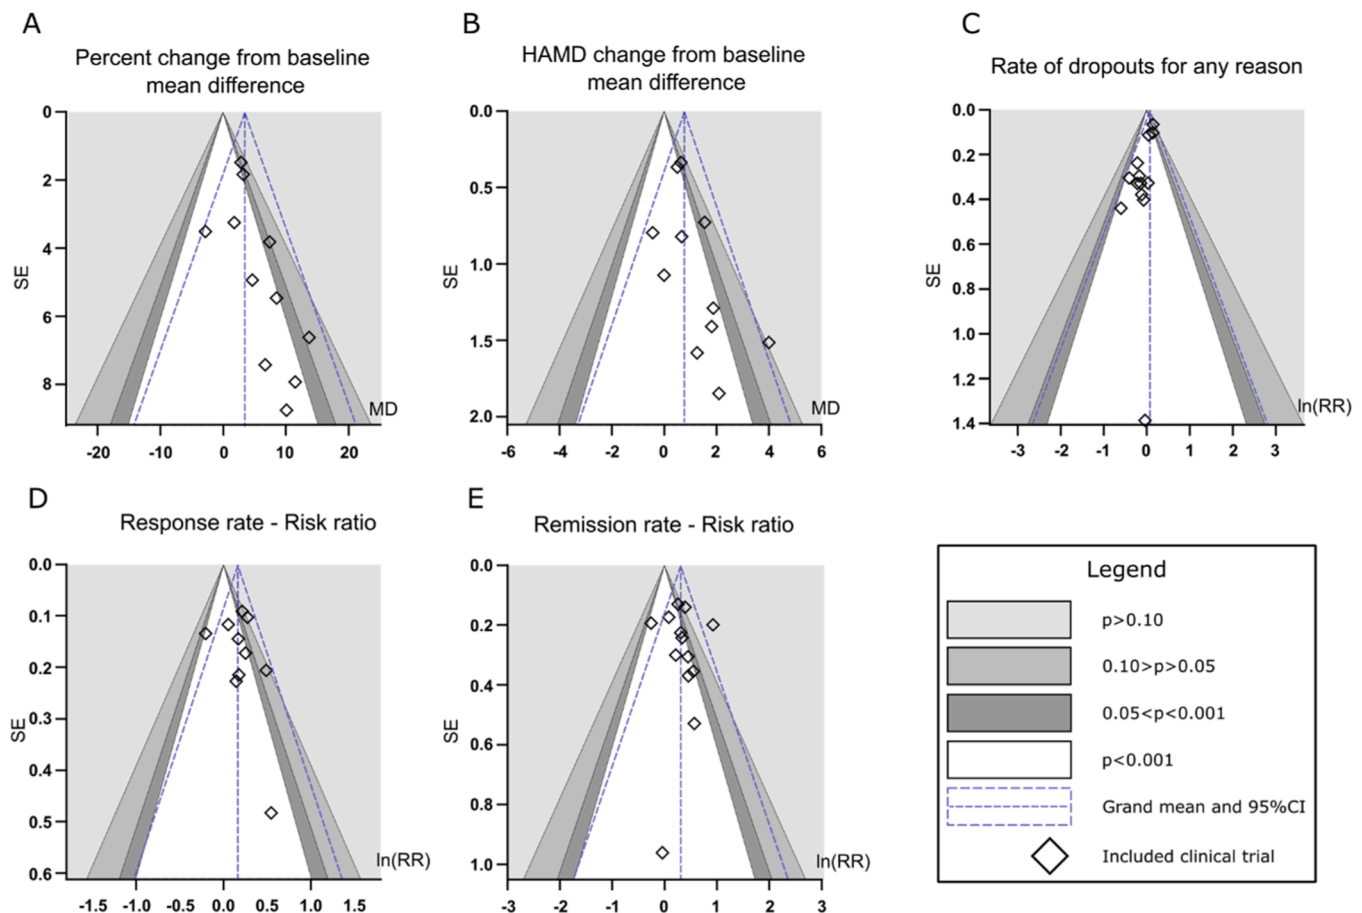 A
Percent change from baseline
mean difference
SE
0
2
4
6
8
MD
-20 -10 0 10 20
B
HAMD change from baseline
mean difference
SE
0.0
0.5
1.0
1.5
2.0
MD
-6 -4 -2 0 2 4 6
C
Rate of dropouts for any reason
SE
0.0
0.2
0.4
0.6
0.8
1.0
1.2
1.4
ln(RR)
-3 -2 -1 0 1 2 3
D
Response rate - Risk ratio
SE
0.0
0.1
0.2
0.3
0.4
0.5
0.6
ln(RR)
-1.5 -1.0 -0.5 0.0 0.5 1.0 1.5
E
Remission rate - Risk ratio
SE
0.0
0.2
0.4
0.6
0.8
1.0
ln(RR)
-3 -2 -1 0 1 2 3
Legend
p>0.10
0.10>p>0.05
0.05<p<0.001
p<0.001
Grand mean and 95%CI
Included clinical trial